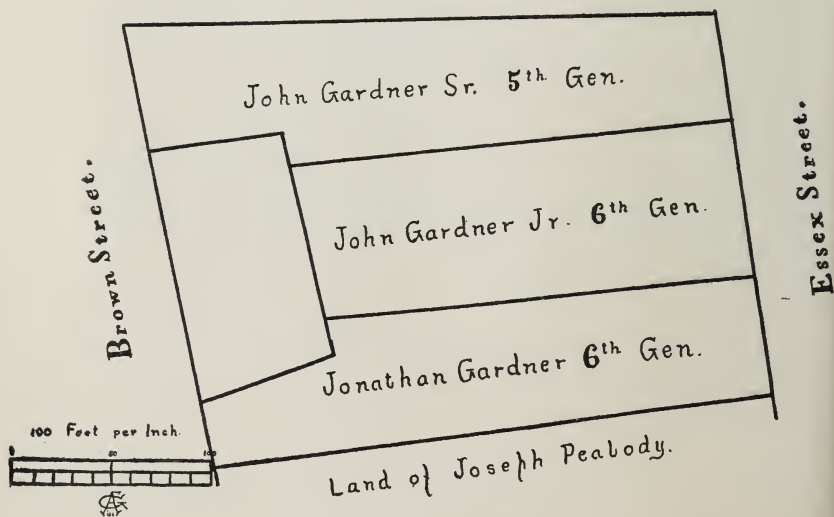 John Gardner Sr. 5th Gen.
Brown Street.
Essex Street.
John Gardner Jr. 6th Gen.
Jonathan Gardner 6th Gen.
100 Feet per Inch.
0 50 100
Land of Joseph Peabody.